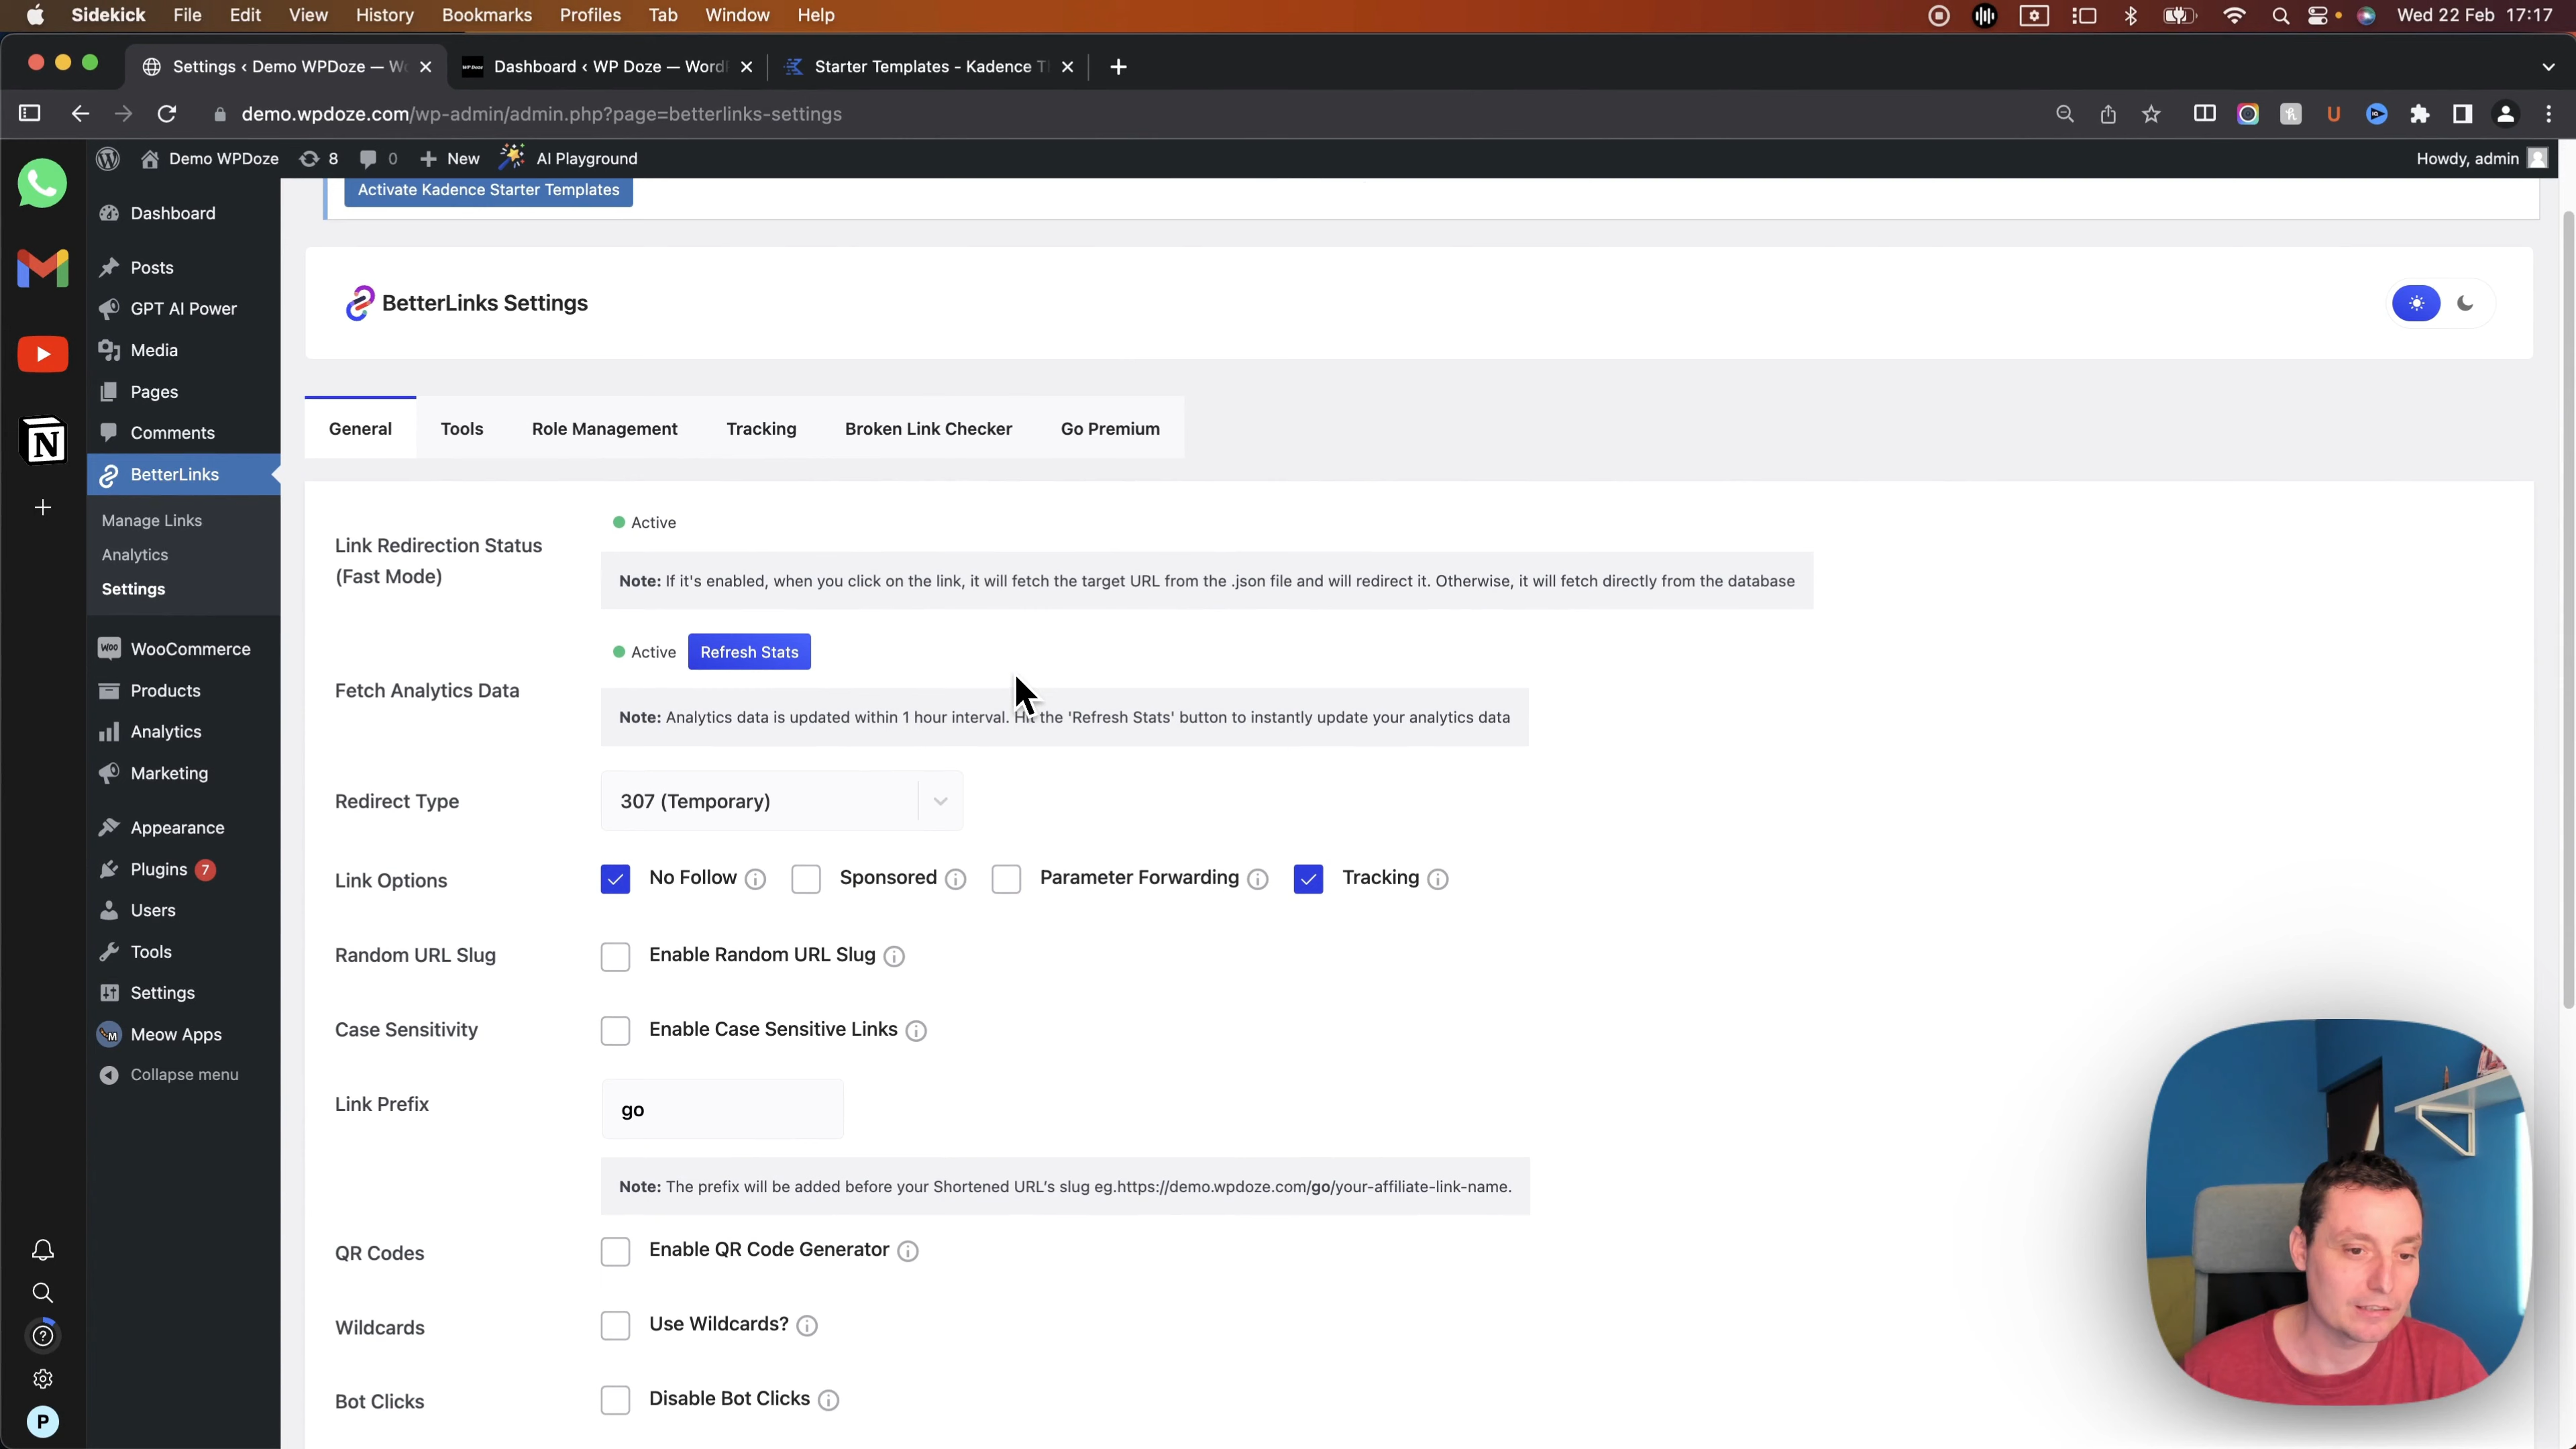 Sidekick File Edit View History Bookmarks Profiles Tab Window Help Wed 22 Feb 17:17
Settings ‹ Demo WPDoze — Wo Dashboard ‹ WP Doze — Word Starter Templates - Kadence T
demo.wpdoze.com/wp-admin/admin.php?page=betterlinks-settings
Demo WPDoze 8 0 New AI Playground Howdy, admin
Activate Kadence Starter Templates
Dashboard
Posts
GPT AI Power
Media
Pages
Comments
BetterLinks
Manage Links
Analytics
Settings
WooCommerce
Products
Analytics
Marketing
Appearance
Plugins 7
Users
Tools
Settings
Meow Apps
Collapse menu
P
BetterLinks Settings
General Tools Role Management Tracking Broken Link Checker Go Premium
Link Redirection Status
(Fast Mode)
Active
Note: If it's enabled, when you click on the link, it will fetch the target URL from the .json file and will redirect it. Otherwise, it will fetch directly from the database
Fetch Analytics Data
Active Refresh Stats
Note: Analytics data is updated within 1 hour interval. Hit the 'Refresh Stats' button to instantly update your analytics data
Redirect Type 307 (Temporary)
Link Options No Follow Sponsored Parameter Forwarding Tracking
Random URL Slug Enable Random URL Slug
Case Sensitivity Enable Case Sensitive Links
Link Prefix go
Note: The prefix will be added before your Shortened URL's slug eg.https://demo.wpdoze.com/go/your-affiliate-link-name.
QR Codes Enable QR Code Generator
Wildcards Use Wildcards?
Bot Clicks Disable Bot Clicks